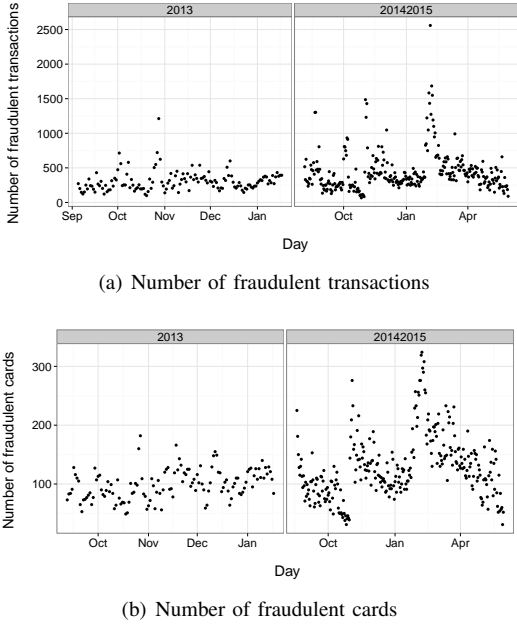 2013 20142015
Number of fraudulent transactions
2500
2000
1500
1000
500
0
Sep Oct Nov Dec Jan Oct Jan Apr
Day
(a) Number of fraudulent transactions
2013 20142015
Number of fraudulent cards
300
200
100
Oct Nov Dec Jan Oct Jan Apr
Day
(b) Number of fraudulent cards